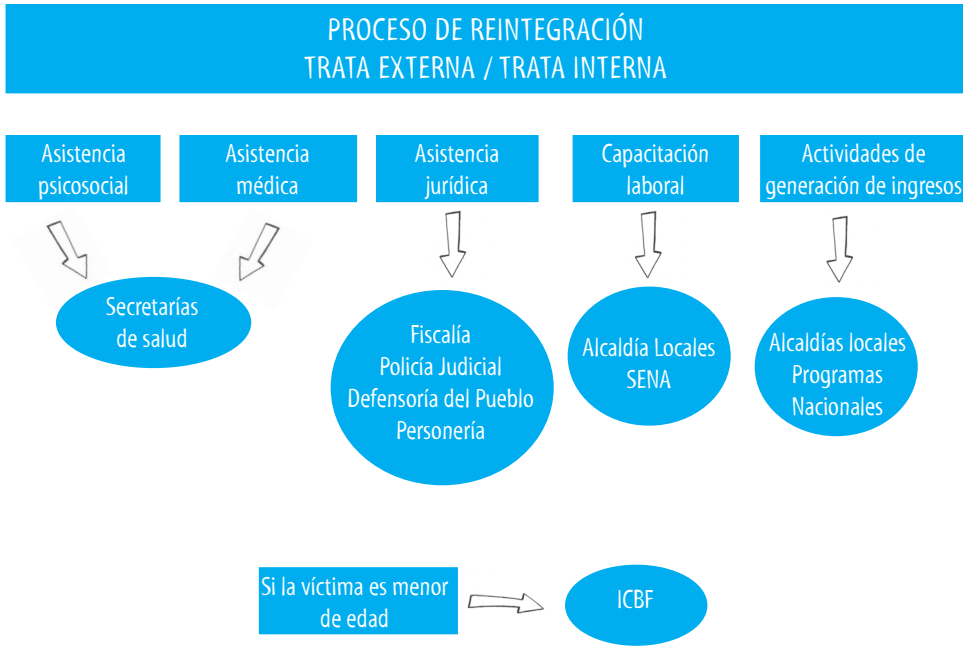 PROCESO DE REINTEGRACIÓN
TRATA EXTERNA / TRATA INTERNA
Asistencia
psicosocial
Asistencia
médica
Asistencia
jurídica
Capacitación
laboral
Actividades de
generación de ingresos
Secretarías
de salud
Fiscalía
Policía Judicial
Defensoría del Pueblo
Personería
Alcaldía Locales
SENA
Alcaldías locales
Programas
Nacionales
Si la víctima es menor
de edad
ICBF